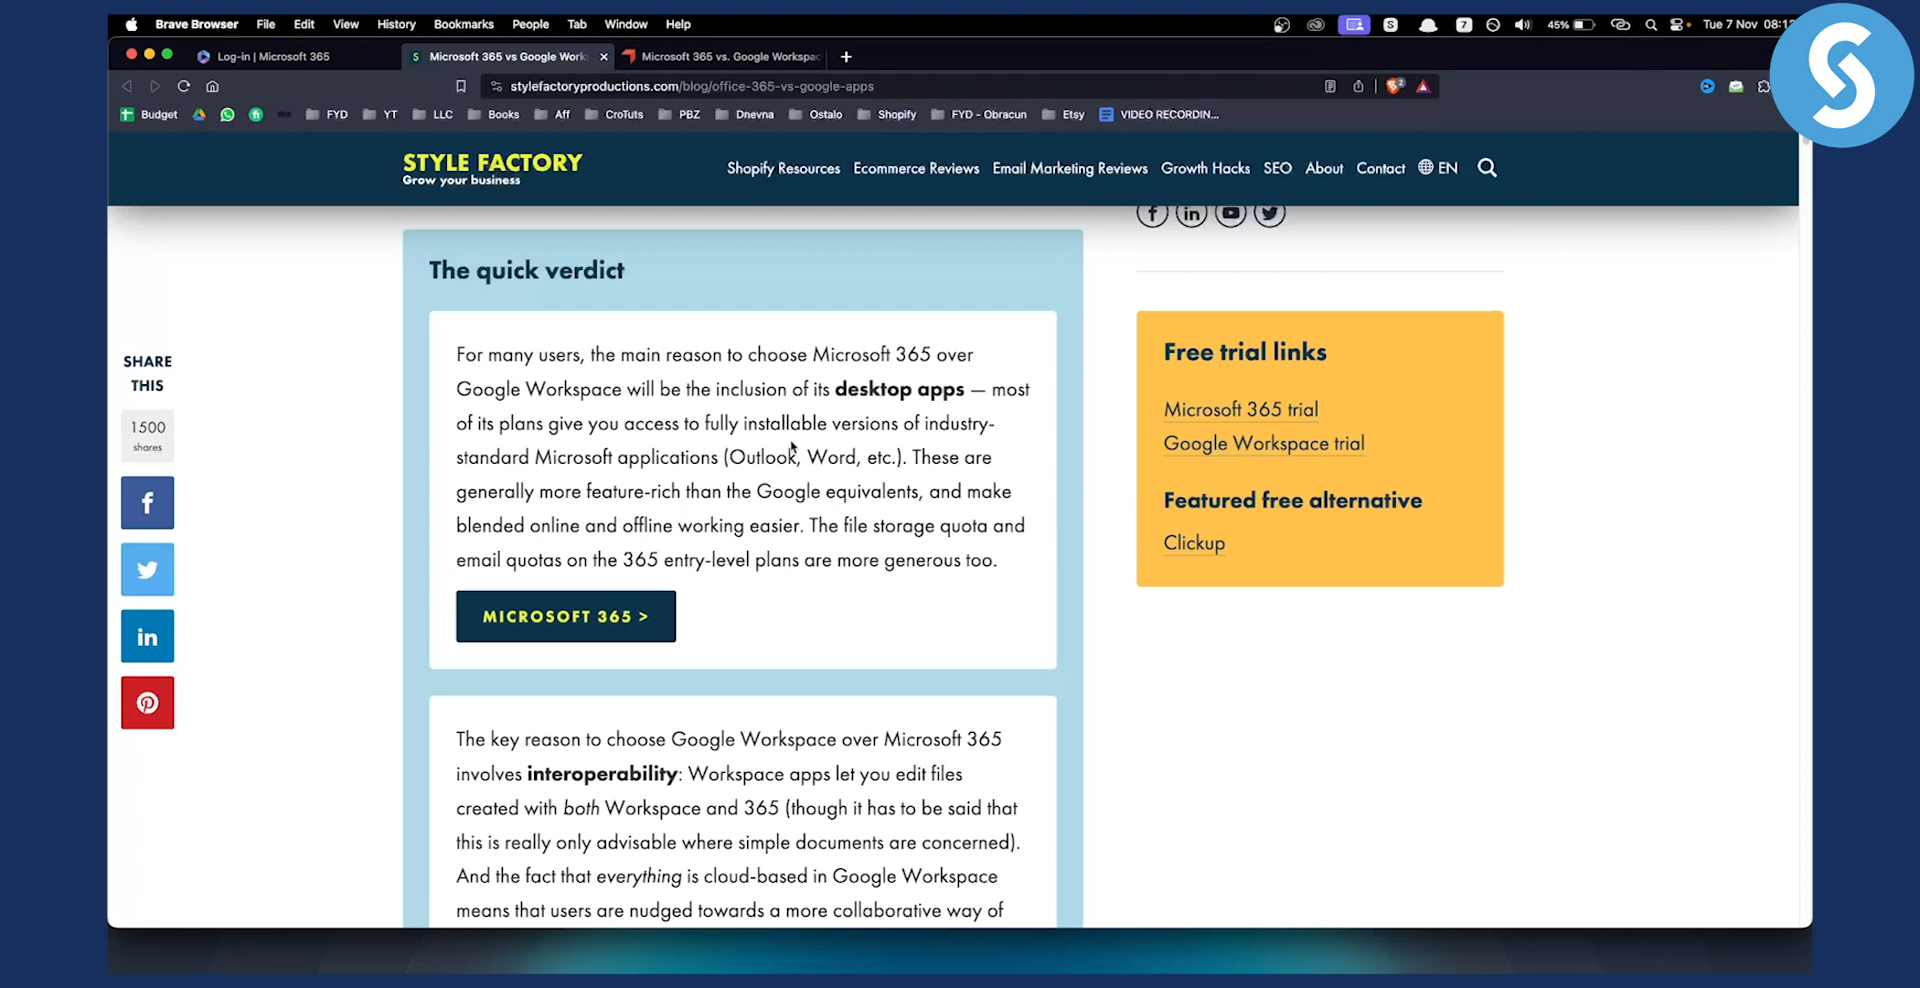 Brave Browser File Edit View History Bookmarks People Tab Window Help
S 7 45% Tue 7 Nov 08:1
Log-in | Microsoft 365
S Microsoft 365 vs Google Work
Microsoft 365 vs. Google Workspac
stylefactoryproductions.com/blog/office-365-vs-google-apps
2
Budget
FYD YT LLC Books Aff CroTuts PBZ Dnevna Ostalo Shopify FYD - Obracun Etsy VIDEO RECORDIN...
STYLE FACTORY
Grow your business
Shopify Resources Ecommerce Reviews Email Marketing Reviews Growth Hacks SEO About Contact EN
The quick verdict
For many users, the main reason to choose Microsoft 365 over
Google Workspace will be the inclusion of its desktop apps — most
of its plans give you access to fully installable versions of industry-
standard Microsoft applications (Outlook, Word, etc.). These are
generally more feature-rich than the Google equivalents, and make
blended online and offline working easier. The file storage quota and
email quotas on the 365 entry-level plans are more generous too.
MICROSOFT 365 >
The key reason to choose Google Workspace over Microsoft 365
involves interoperability: Workspace apps let you edit files
created with both Workspace and 365 (though it has to be said that
this is really only advisable where simple documents are concerned).
And the fact that everything is cloud-based in Google Workspace
means that users are nudged towards a more collaborative way of
SHARE
THIS
1500
shares
Free trial links
Microsoft 365 trial
Google Workspace trial
Featured free alternative
Clickup